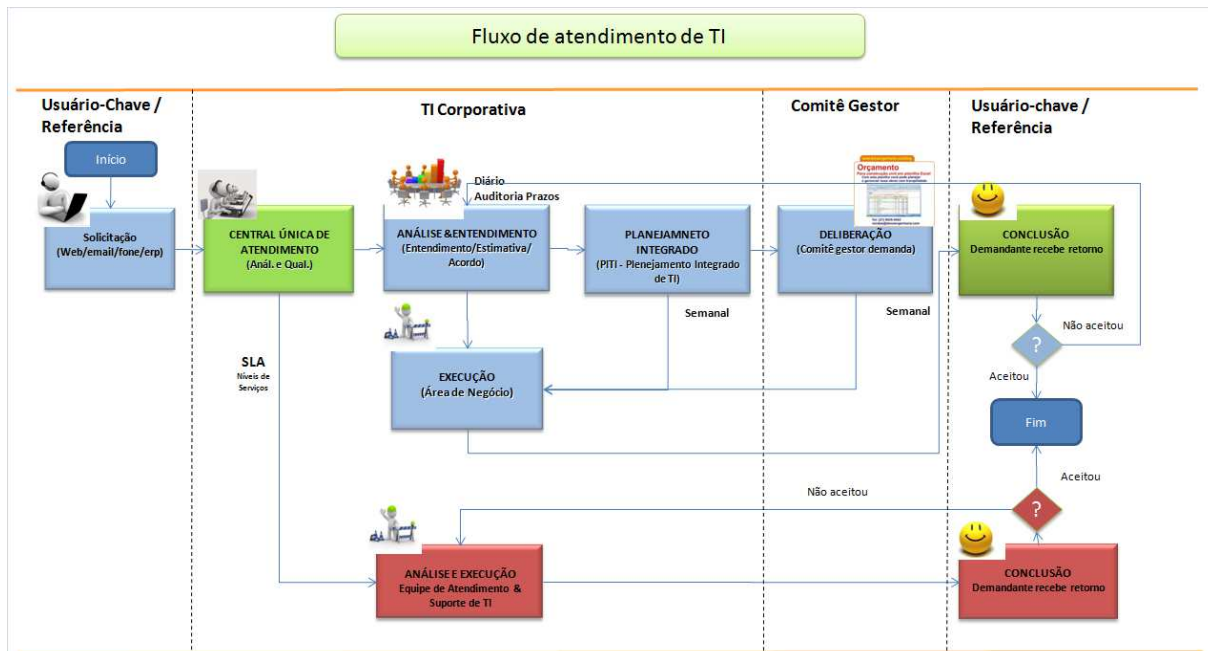 Fluxo de atendimento de TI
Usuário-Chave /
Referência
TI Corporativa
Comitê Gestor
Usuário-chave /
Referência
Início
Diário
Auditoria Prazos
Orçamento
Solicitação
(Web/email/fone/erp)
CENTRAL ÚNICA DE
ATENDIMENTO
(Anál. e Qual.)
ANÁLISE &ENTENDIMENTO
(Entendimento/Estimativa/
Acordo)
PLANEJAMNETO
INTEGRADO
(PITI - Plenejamento Integrado
de TI)
DELIBERAÇÃO
(Comitê gestor demanda)
CONCLUSÃO
Demandante recebe retorno
Semanal
Semanal
Não aceitou
?
SLA
Níveis de
Serviços
EXECUÇÃO
(Área de Negócio)
Aceitou
Fim
Aceitou
Não aceitou
?
ANÁLISE E EXECUÇÃO
Equipe de Atendimento &
Suporte de TI
CONCLUSÃO
Demandante recebe retorno